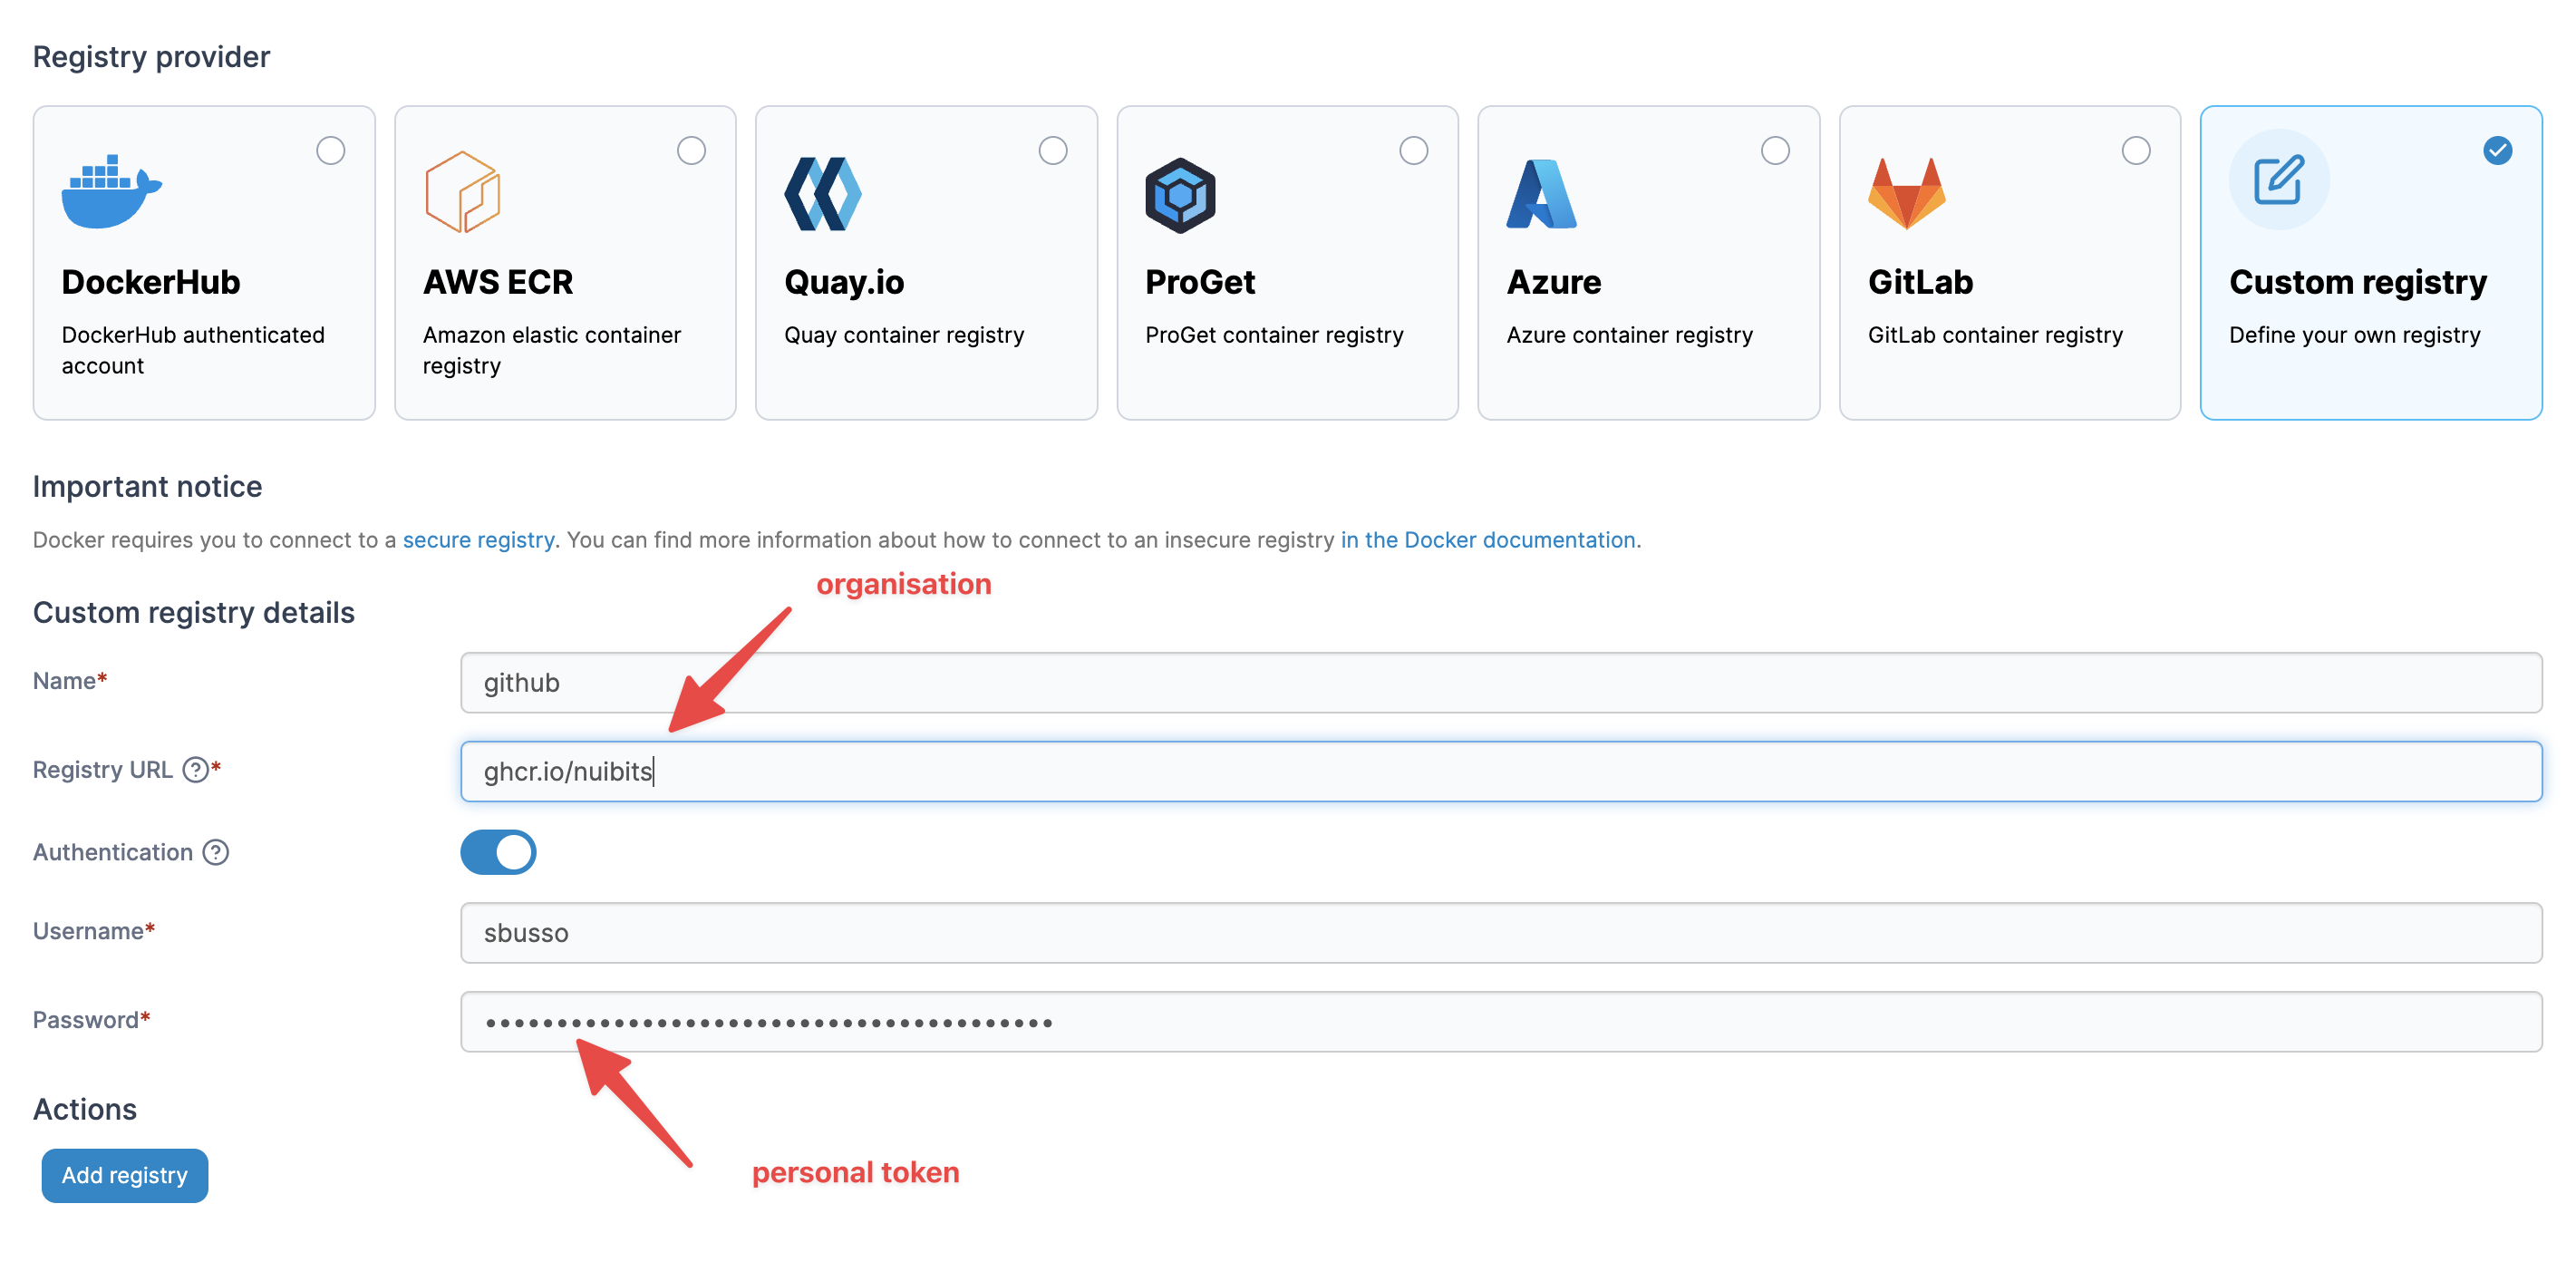 Registry provider
DockerHub
DockerHub authenticated
account
AWS ECR
Amazon elastic container
registry
Quay.io
Quay container registry
ProGet
ProGet container registry
Azure
Azure container registry
GitLab
GitLab container registry
Custom registry
Define your own registry
Important notice
Docker requires you to connect to a secure registry. You can find more information about how to connect to an insecure registry in the Docker documentation.
organisation
Custom registry details
Name*
github
Registry URL ?*
ghcr.io/nuibits
Authentication ?
Username*
sbusso
Password*
••••••••••••••••••••••••••••••••••••••••
personal token
Actions
Add registry